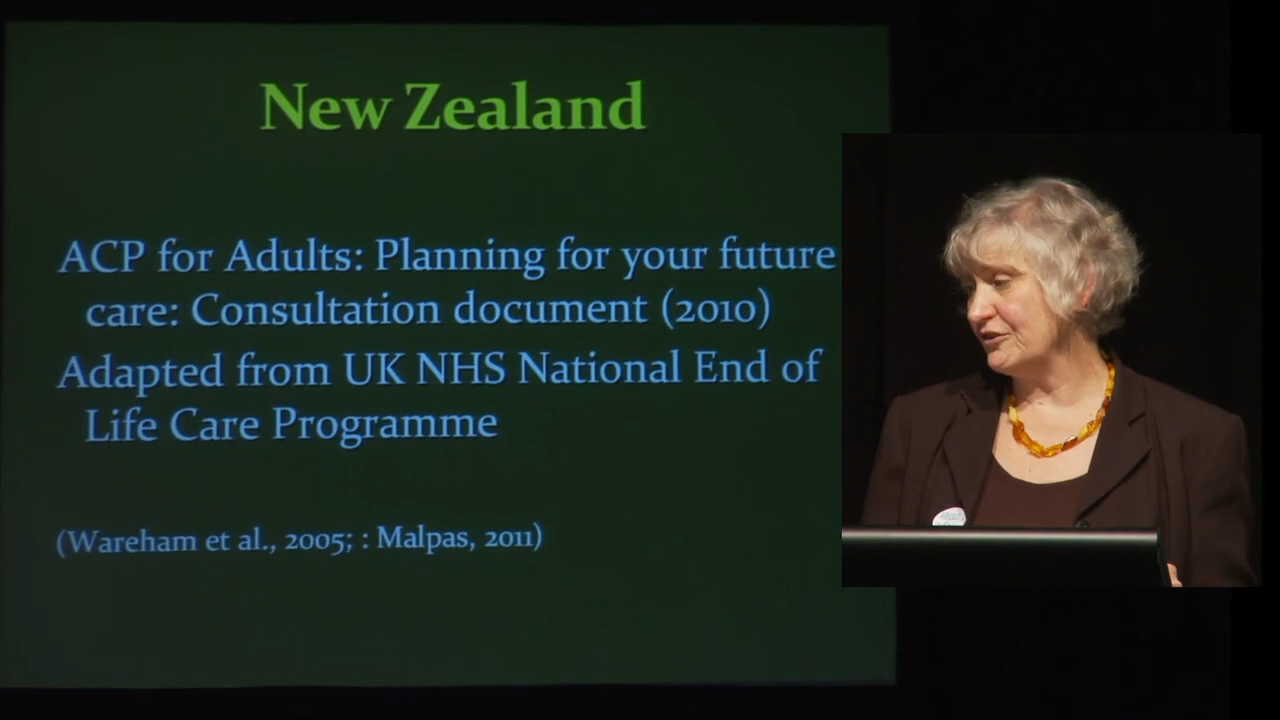 New Zealand
ACP for Adults: Planning for your future
care: Consultation document (2010)
Adapted from UK NHS National End of
Life Care Programme
(Wareham et al., 2005; : Malpas, 2011)